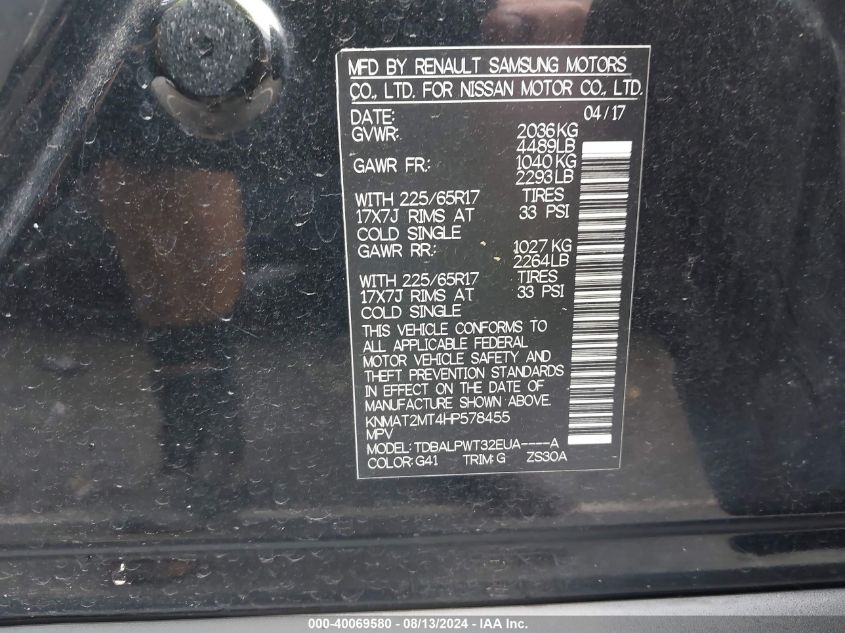 MFD BY RENAULT SAMSUNG MOTORS
CO., LTD. FOR NISSAN MOTOR CO., LTD.
DATE: 04/17
GVWR: 2036KG
4489LB
GAWR FR.: 1040KG
2293LB
WITH 225/65R17 TIRES
17X7J RIMS AT 33 PSI
COLD SINGLE
GAWR RR.: 1027KG
2264LB
WITH 225/65R17 TIRES
17X7J RIMS AT 33 PSI
COLD SINGLE
THIS VEHICLE CONFORMS TO
ALL APPLICABLE FEDERAL
MOTOR VEHICLE SAFETY AND
THEFT PREVENTION STANDARDS
IN EFFECT ON THE DATE OF
MANUFACTURE SHOWN ABOVE.
KNMAT2MT4HP578455
MPV
MODEL:TDBALPWT32EUA----A
COLOR:G41 TRIM:G ZS30A
000-40069580 - 08/13/2024 - IAA Inc.